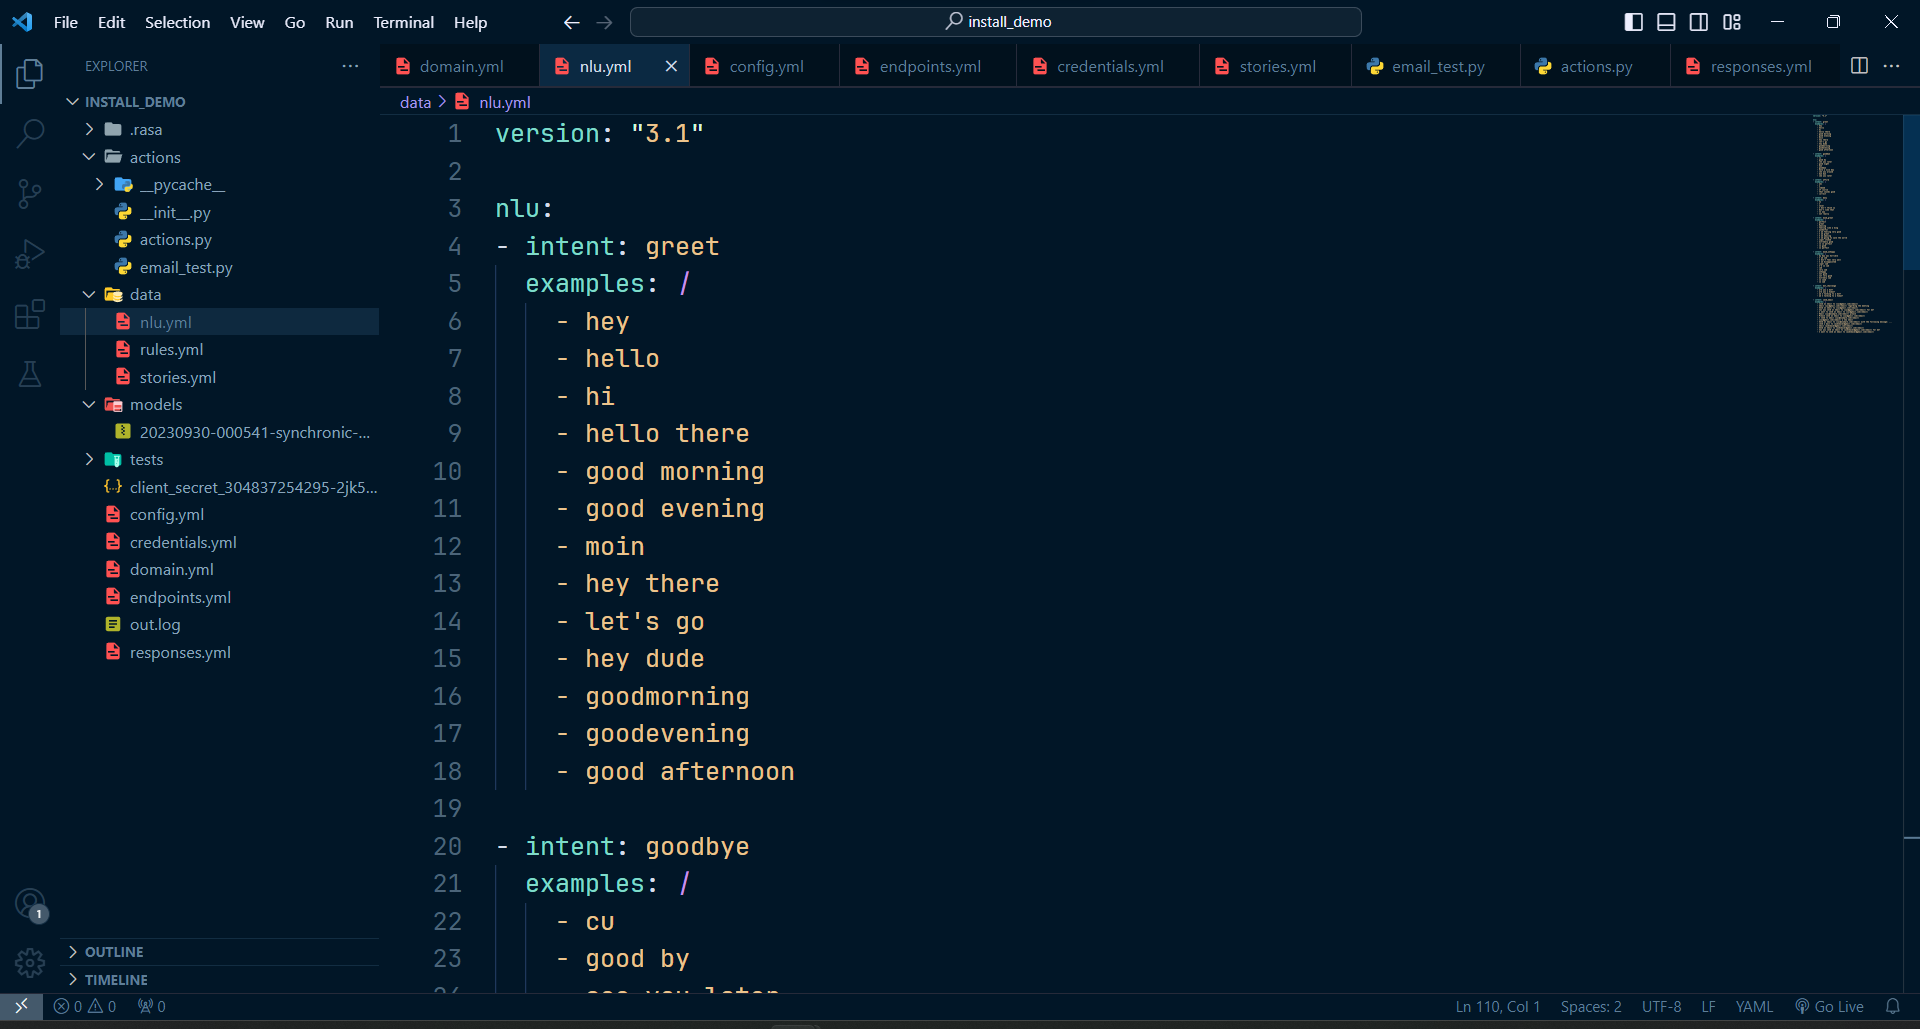 File Edit Selection View Go Run Terminal Help
install_demo
EXPLORER
INSTALL_DEMO
.rasa
actions
__pycache__
__init__.py
actions.py
email_test.py
data
nlu.yml
rules.yml
stories.yml
models
20230930-000541-synchronic-...
tests
client_secret_304837254295-2jk5...
config.yml
credentials.yml
domain.yml
endpoints.yml
out.log
responses.yml
OUTLINE
TIMELINE
domain.yml nlu.yml config.yml endpoints.yml credentials.yml stories.yml email_test.py actions.py responses.yml
data > nlu.yml
1 version: "3.1"
2
3 nlu:
4 - intent: greet
5 examples: /
6 - hey
7 - hello
8 - hi
9 - hello there
10 - good morning
11 - good evening
12 - moin
13 - hey there
14 - let's go
15 - hey dude
16 - goodmorning
17 - goodevening
18 - good afternoon
19
20 - intent: goodbye
21 examples: /
22 - cu
23 - good by
24 - see you later
1
0 0 0
Ln 110, Col 1 Spaces: 2 UTF-8 LF YAML Go Live